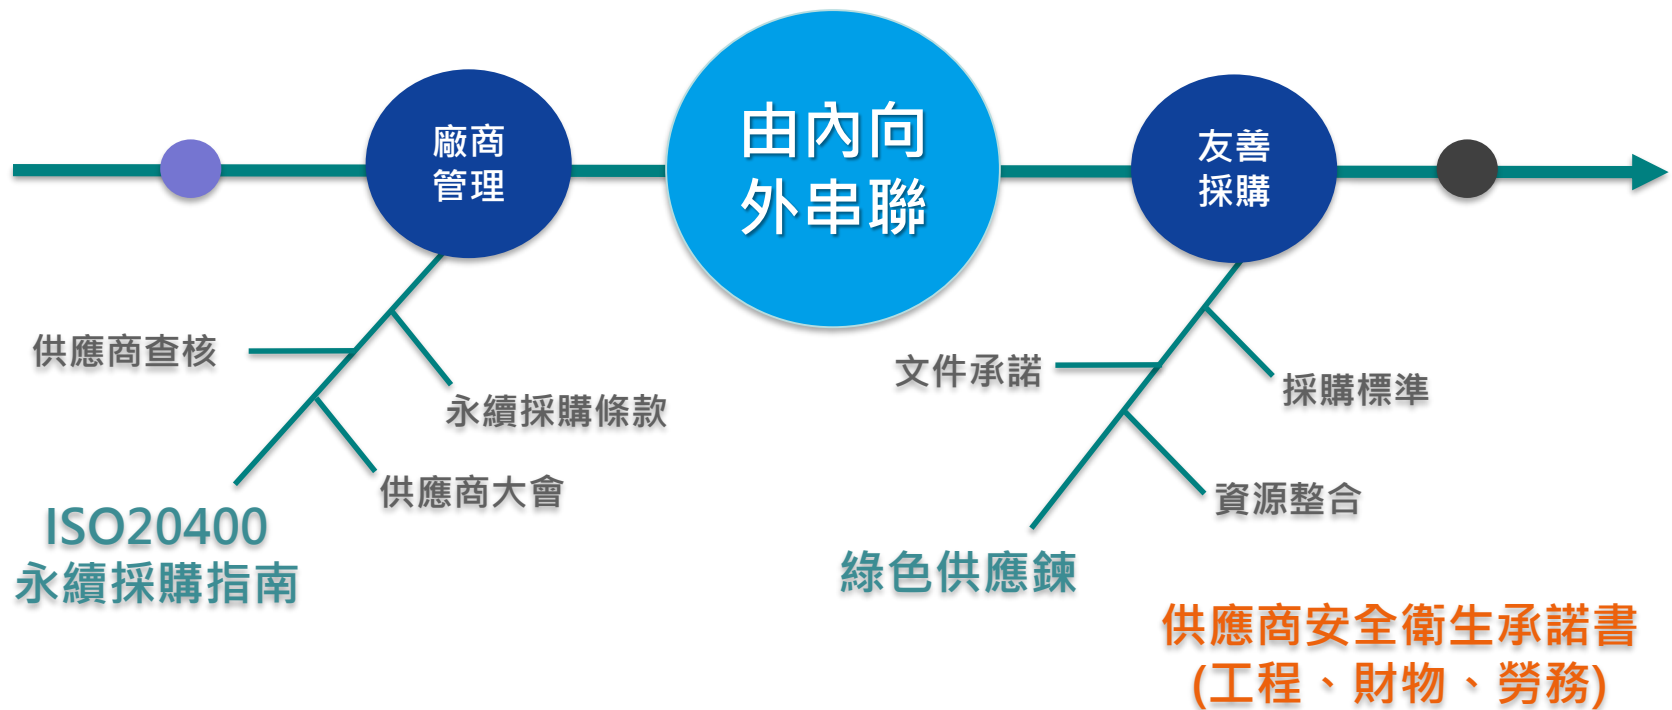 廠商
管理
由內向
外串聯
友善
採購
供應商查核
永續採購條款
供應商大會
ISO20400
永續採購指南
文件承諾
採購標準
資源整合
綠色供應鍊
供應商安全衛生承諾書
(工程、財物、勞務)